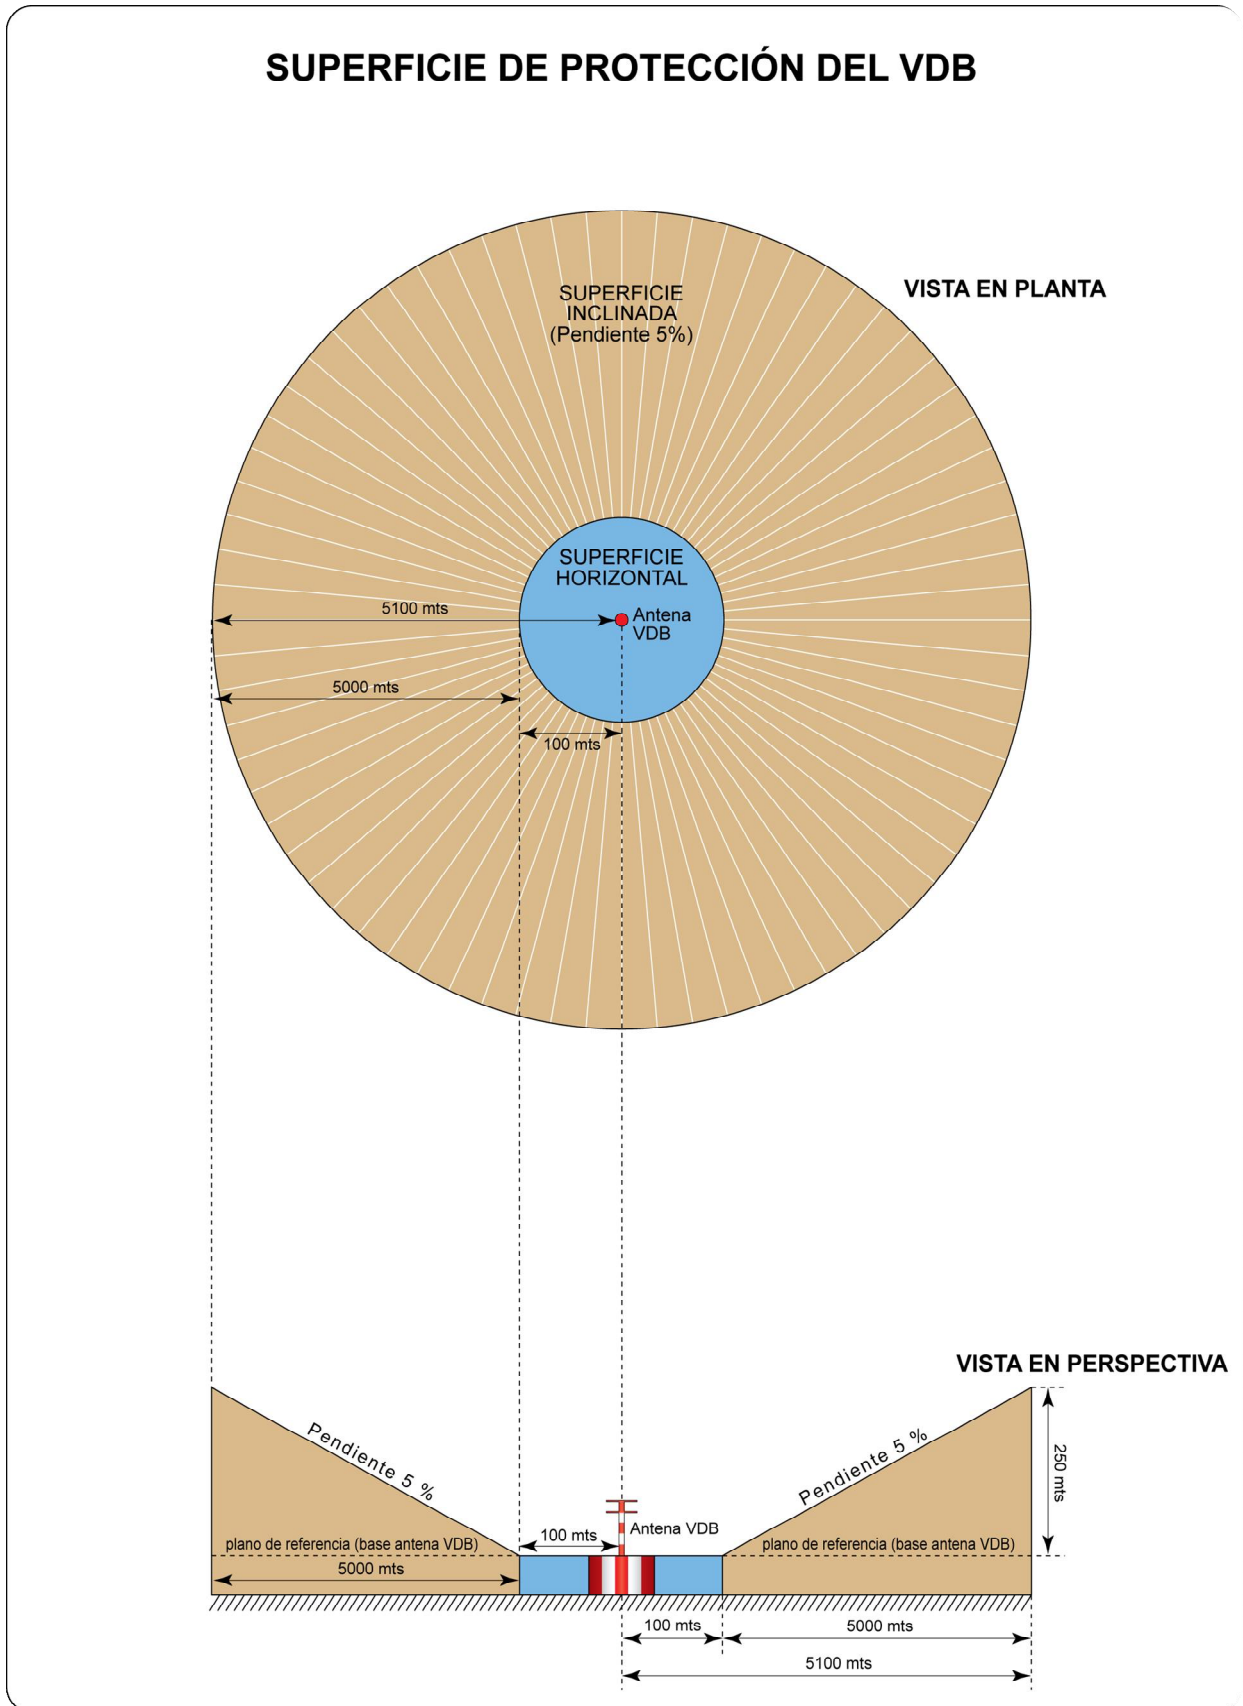 SUPERFICIE DE PROTECCIÓN DEL VDB
VISTA EN PLANTA
SUPERFICIE
INCLINADA
(Pendiente 5%)
SUPERFICIE
HORIZONTAL
5100 mts
Antena
VDB
5000 mts
100 mts
VISTA EN PERSPECTIVA
Pendiente 5 %
Pendiente 5 %
250 mts
100 mts
Antena VDB
plano de referencia (base antena VDB)
plano de referencia (base antena VDB)
5000 mts
100 mts
5000 mts
5100 mts